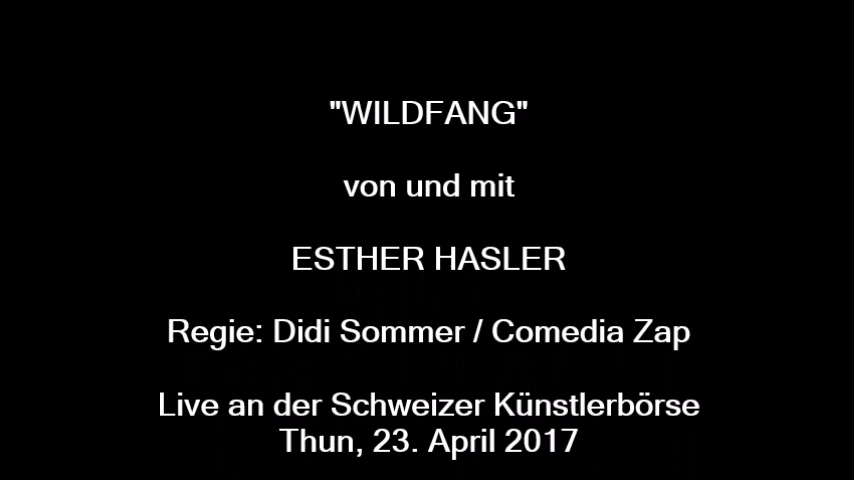 "WILDFANG"
von und mit
ESTHER HASLER
Regie: Didi Sommer / Comedia Zap
Live an der Schweizer Künstlerbörse
Thun, 23. April 2017